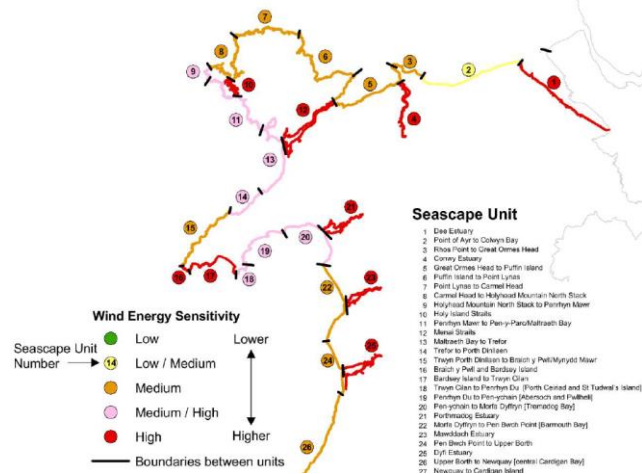 7
8
9
6
10
3
2
5
1
11
12
4
13
14
15
21
20
19
16
17
18
22
23
24
25
26
Seascape Unit
1 Dee Estuary
2 Point of Ayr to Colwyn Bay
3 Rhos Point to Great Ormes Head
4 Conwy Estuary
5 Great Ormes Head to Puffin Island
6 Puffin Island to Point Lynas
7 Point Lynas to Carmel Head
8 Carmel Head to Holyhead Mountain North Stack
9 Holyhead Mountain North Stack to Penrhyn Mawr
10 Holy Island Straits
11 Penrhyn Mawr to Pen-y-Parc/Maltraeth Bay
12 Menai Straits
13 Maltraeth Bay to Trefor
14 Trefor to Porth Dinllaen
15 Trwyn Porth Dinllaen to Braich y Pwll/Mynydd Mawr
16 Braich y Pwll and Bardsey Island
17 Bardsey Island to Trwyn Cilan
18 Trwyn Cilan to Penrhyn Du (Porth Ceiriad and St Tudwal's Island)
19 Penrhyn Du to Pen-ychain [Abersoch and Pwllheli]
20 Pen-ychain to Morfa Dyffryn [Tremadog Bay]
21 Porthmadog Estuary
22 Morfa Dyffryn to Pen Bwch Point [Barmouth Bay]
23 Mawddach Estuary
24 Pen Bwch Point to Upper Borth
25 Dyfi Estuary
26 Upper Borth to Newquay [central Cardigan Bay]
27 Newquay to Cardigan Island
Wind Energy Sensitivity
Low Lower
Seascape Unit Number 14 Low / Medium
Medium
Medium / High
High Higher
Boundaries between units